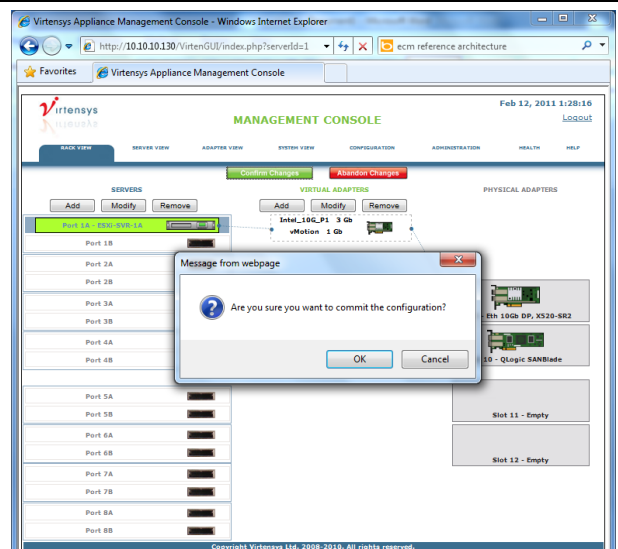 Virtensys Appliance Management Console - Windows Internet Explorer
http://10.10.10.130/VirtenGUI/index.php?serverId=1
ecm reference architecture
Favorites
Virtensys Appliance Management Console
Virtensys
MANAGEMENT CONSOLE
Feb 12, 2011 1:28:16
Logout
RACK VIEW SERVER VIEW ADAPTER VIEW SYSTEM VIEW CONFIGURATION ADMINISTRATION HEALTH HELP
Confirm Changes Abandon Changes
SERVERS VIRTUAL ADAPTERS PHYSICAL ADAPTERS
Add Modify Remove Add Modify Remove
Port 1A - ESXi-SVR-1A
Intel_10G_P1 3 Gb
vMotion 1 Gb
Port 1B
Port 2A
Port 2B
Port 3A
Port 3B
Port 4A
Port 4B
Port 5A
Port 5B
Port 6A
Port 6B
Port 7A
Port 7B
Port 8A
Port 8B
Message from webpage
Are you sure you want to commit the configuration?
OK Cancel
Eth 10Gb DP, X520-SR2
10 - QLogic SANBlade
Slot 11 - Empty
Slot 12 - Empty
Copyright Virtensys Ltd. 2008-2010. All rights reserved.